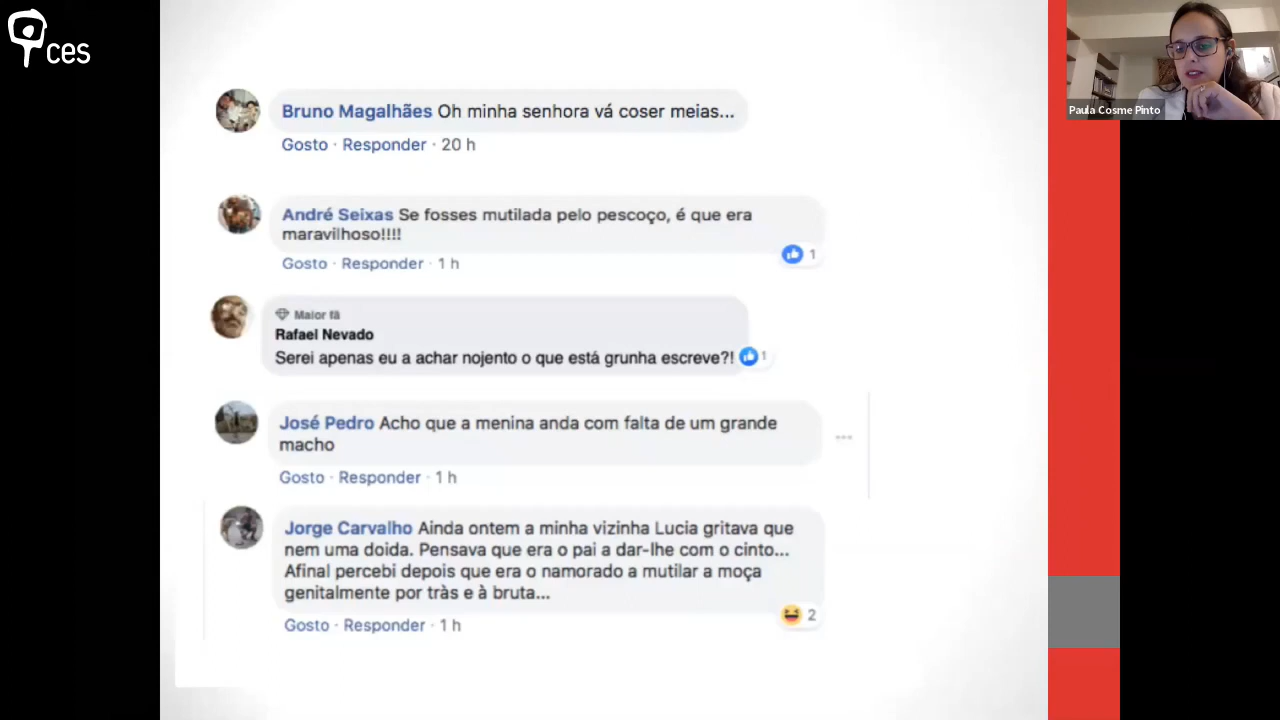 ces
Paula Cosme Pinto
Bruno Magalhães Oh minha senhora vá coser meias...
Gosto · Responder · 20 h
André Seixas Se fosses mutilada pelo pescoço, é que era
maravilhoso!!!!
1
Gosto · Responder · 1 h
Maior fã
Rafael Nevado
Serei apenas eu a achar nojento o que está grunha escreve?! 1
José Pedro Acho que a menina anda com falta de um grande
macho
Gosto · Responder · 1 h
Jorge Carvalho Ainda ontem a minha vizinha Lucia gritava que
nem uma doida. Pensava que era o pai a dar-lhe com o cinto...
Afinal percebi depois que era o namorado a mutilar a moça
genitalmente por tràs e à bruta...
2
Gosto · Responder · 1 h